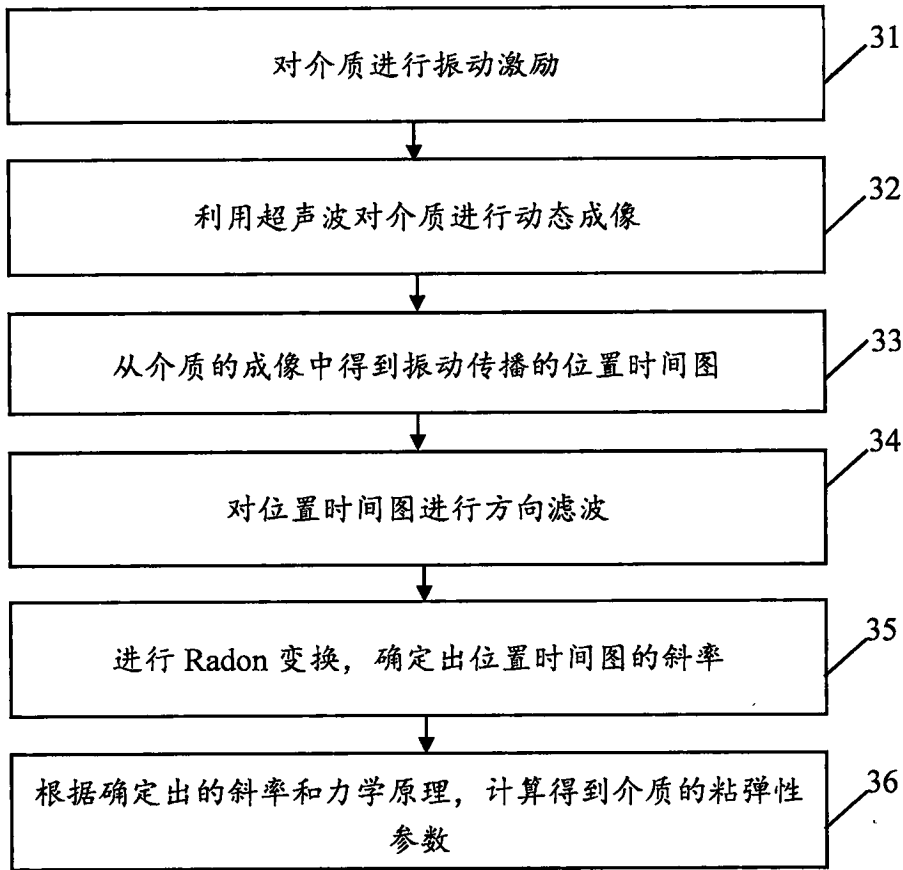 对介质进行振动激励
31
利用超声波对介质进行动态成像
32
从介质的成像中得到振动传播的位置时间图
33
对位置时间图进行方向滤波
34
进行 Radon 变换，确定出位置时间图的斜率
35
根据确定出的斜率和力学原理，计算得到介质的粘弹性
参数
36